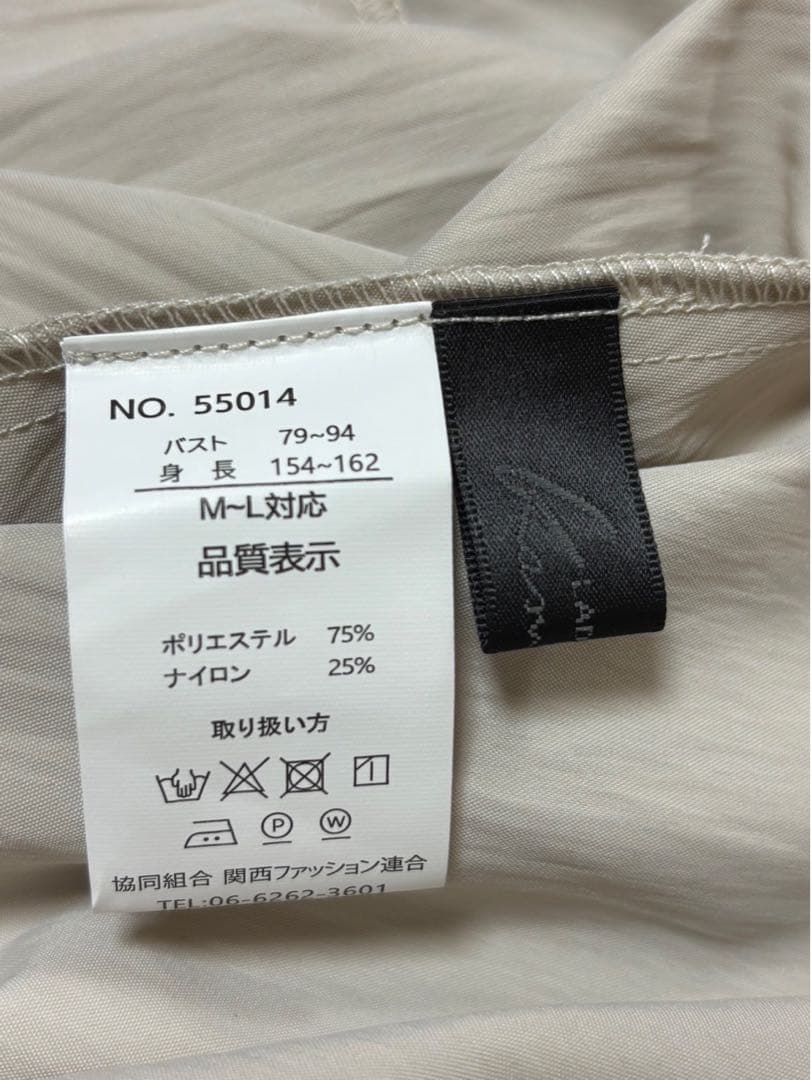 NO. 55014
バスト 79~94
身 長 154~162
M~L対応
品質表示
ポリエステル 75%
ナイロン 25%
取り扱い方
P W
協同組合 関西ファッション連合
TEL:06-6262-3601